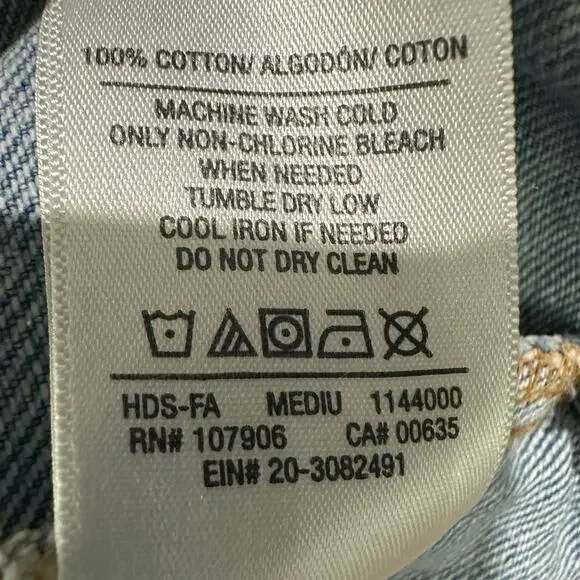 100% COTTON/ ALGODÓN/ COTON
MACHINE WASH COLD
ONLY NON-CHLORINE BLEACH
WHEN NEEDED
TUMBLE DRY LOW
COOL IRON IF NEEDED
DO NOT DRY CLEAN
HDS-FA MEDIU 1144000
RN# 107906 CA# 00635
EIN# 20-3082491